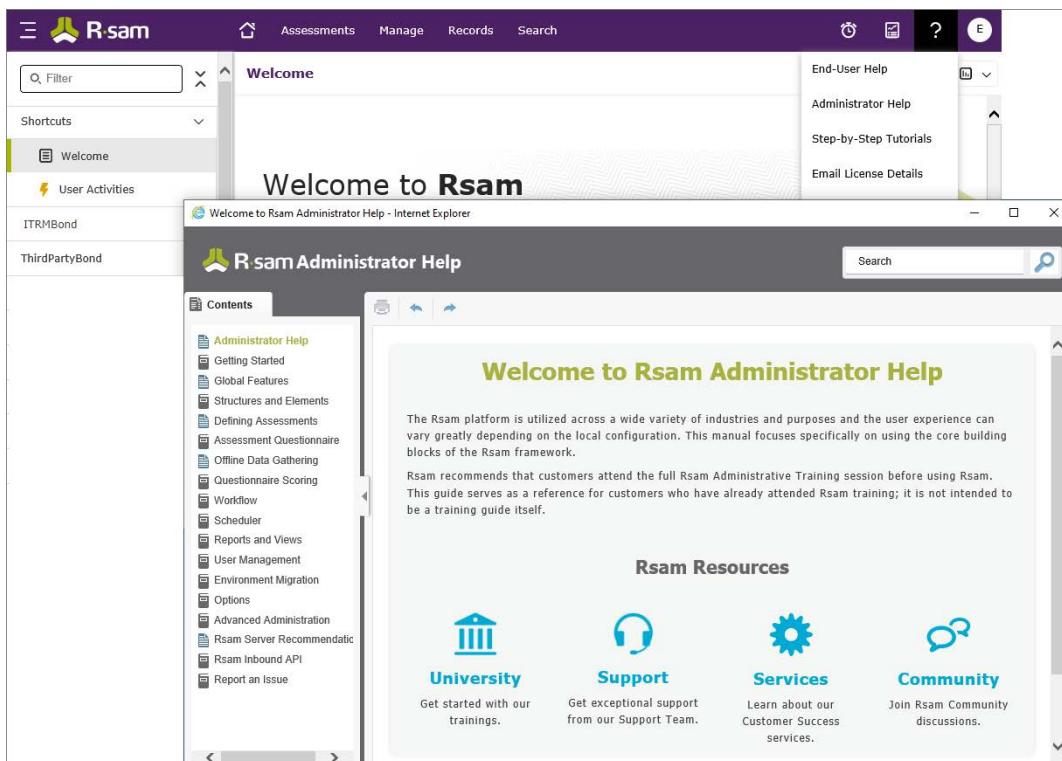 R·sam
Assessments Manage Records Search
? E
Filter
Welcome
Shortcuts
Welcome
User Activities
ITRMBond
ThirdPartyBond
End-User Help
Administrator Help
Step-by-Step Tutorials
Email License Details
Welcome to Rsam
Welcome to Rsam Administrator Help - Internet Explorer
R·sam Administrator Help
Search
Contents
Administrator Help
Getting Started
Global Features
Structures and Elements
Defining Assessments
Assessment Questionnaire
Offline Data Gathering
Questionnaire Scoring
Workflow
Scheduler
Reports and Views
User Management
Environment Migration
Options
Advanced Administration
Rsam Server Recommendatic
Rsam Inbound API
Report an Issue
Welcome to Rsam Administrator Help
The Rsam platform is utilized across a wide variety of industries and purposes and the user experience can
vary greatly depending on the local configuration. This manual focuses specifically on using the core building
blocks of the Rsam framework.
Rsam recommends that customers attend the full Rsam Administrative Training session before using Rsam.
This guide serves as a reference for customers who have already attended Rsam training; it is not intended to
be a training guide itself.
Rsam Resources
University
Get started with our
trainings.
Support
Get exceptional support
from our Support Team.
Services
Learn about our
Customer Success
services.
Community
Join Rsam Community
discussions.